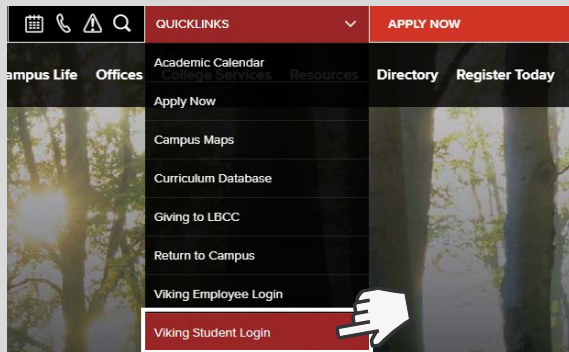 QUICKLINKS
APPLY NOW
ampus Life Offices College Services Resources Directory Register Today
Academic Calendar
Apply Now
Campus Maps
Curriculum Database
Giving to LBCC
Return to Campus
Viking Employee Login
Viking Student Login